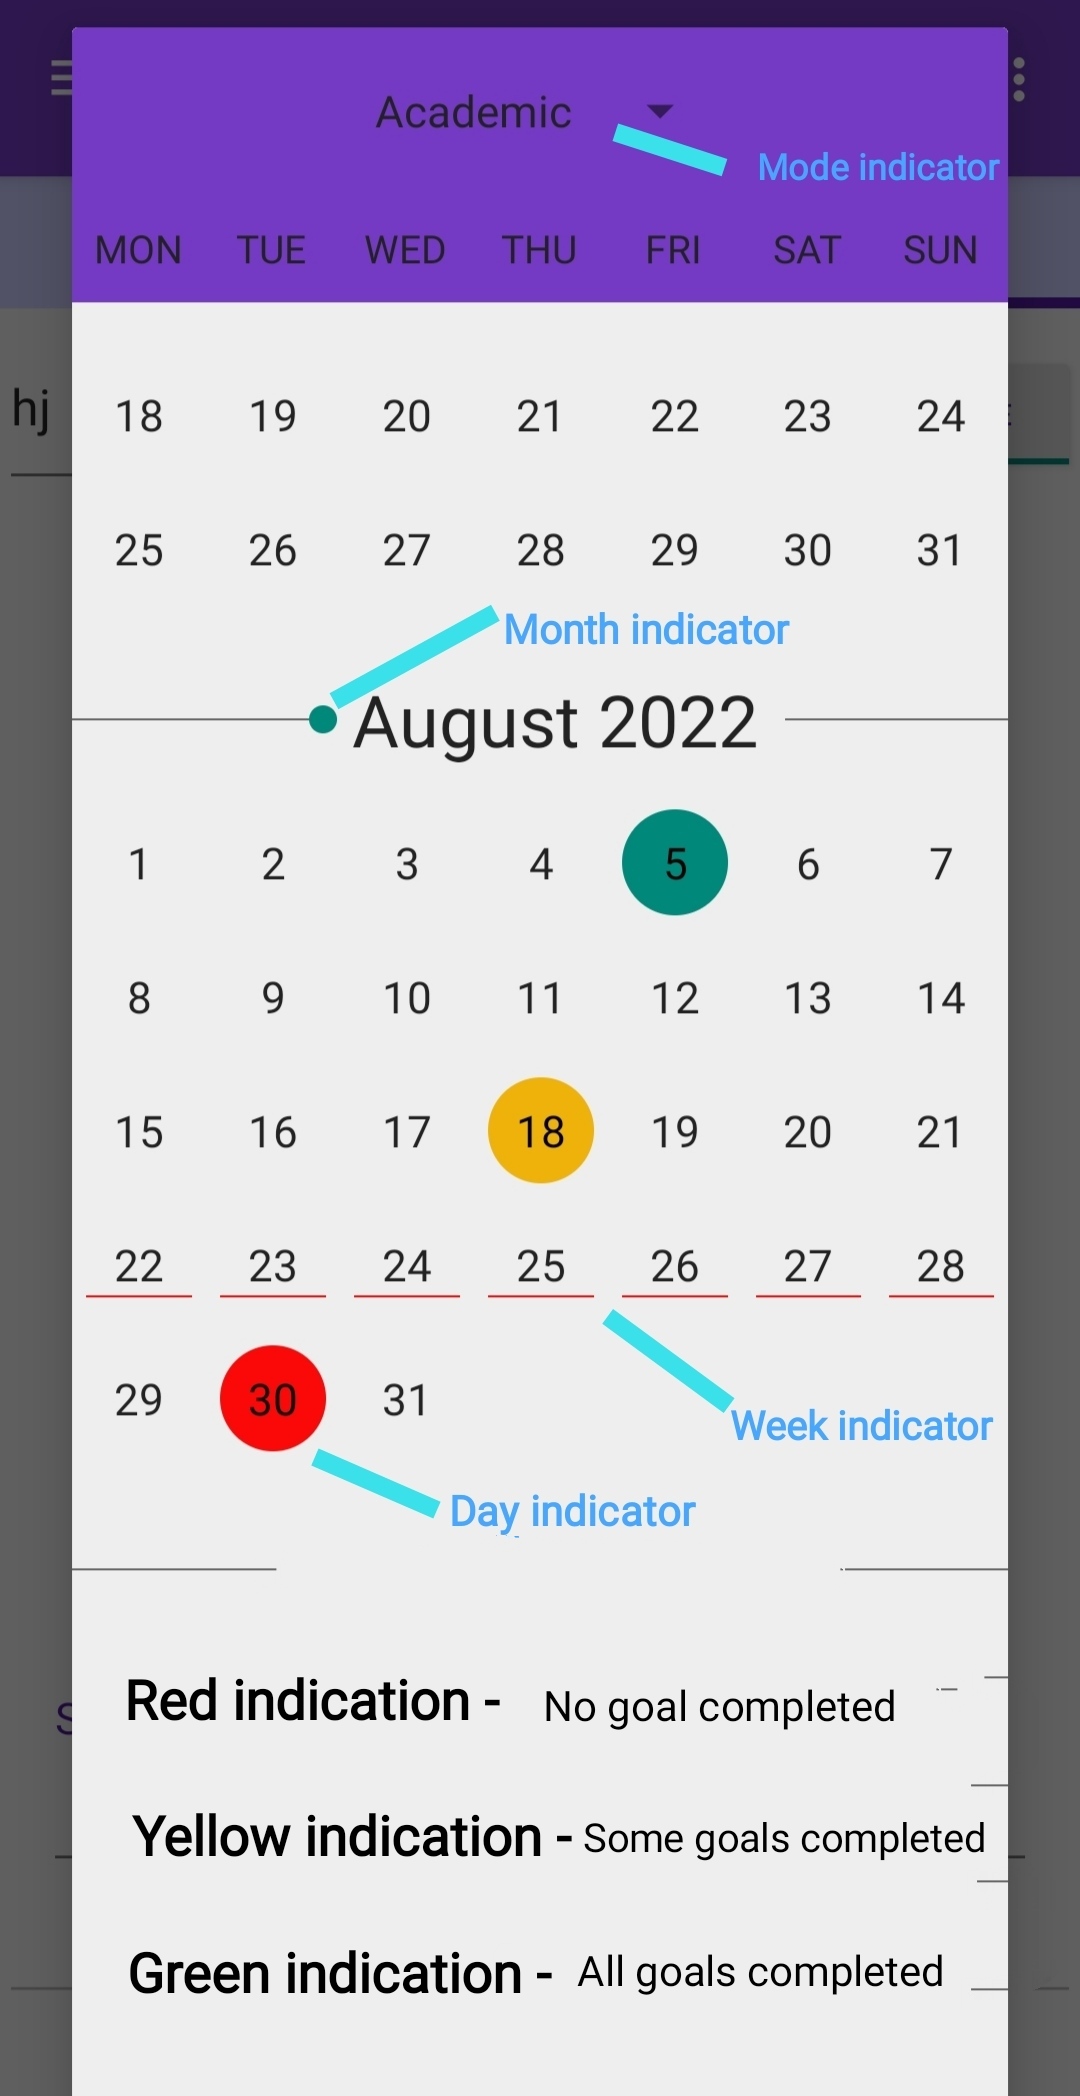 Academic
Mode indicator
MON TUE WED THU FRI SAT SUN
18 19 20 21 22 23 24
hj
25 26 27 28 29 30 31
Month indicator
August 2022
1 2 3 4 5 6 7
8 9 10 11 12 13 14
15 16 17 18 19 20 21
22 23 24 25 26 27 28
29 30 31
Week indicator
Day indicator
Red indication - No goal completed
Yellow indication - Some goals completed
Green indication - All goals completed